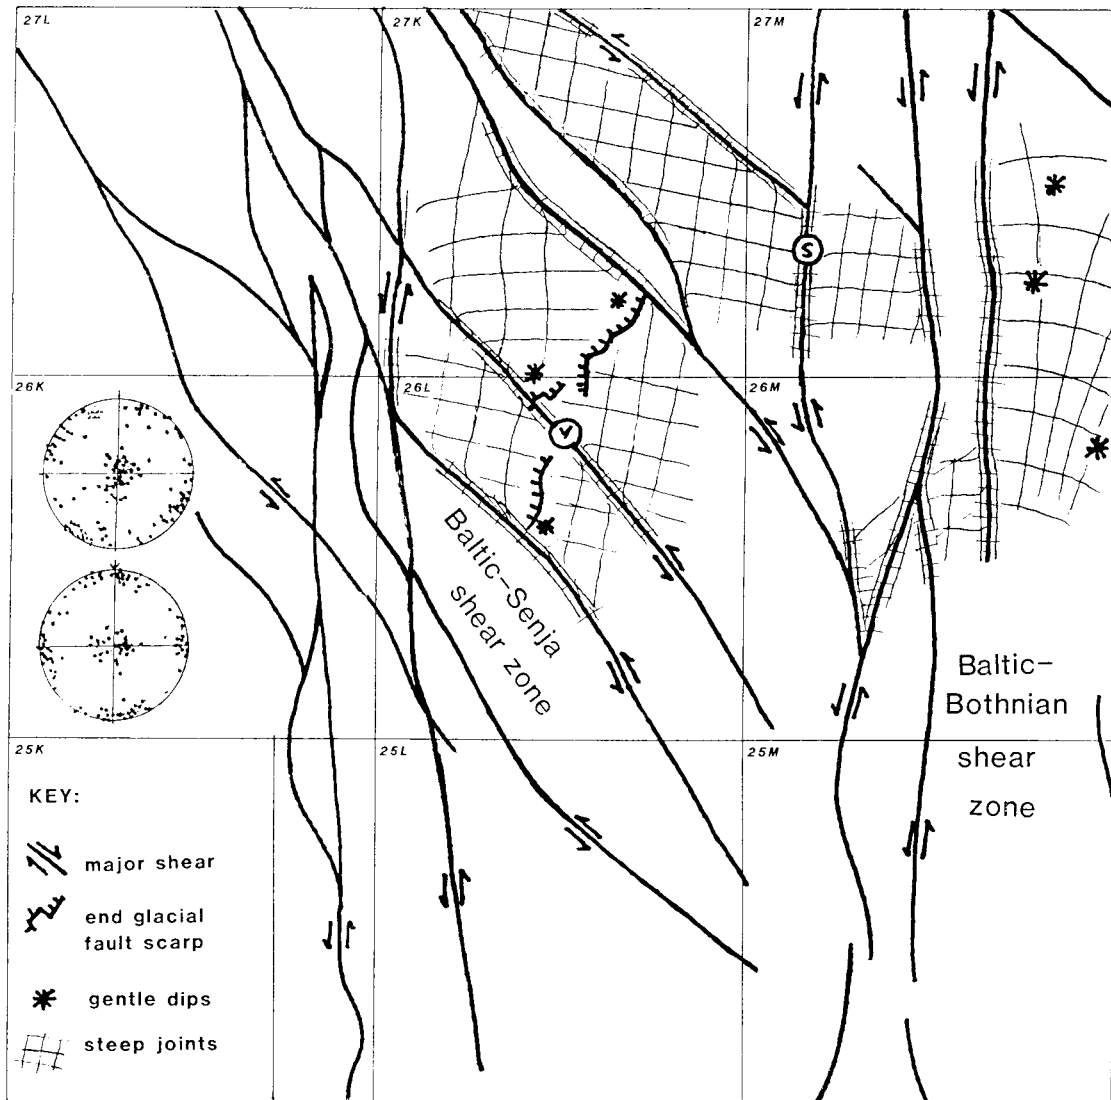 27L
27K
27M
S
26K
26L
26M
V
Baltic-Senja
shear zone
Baltic-
Bothnian
shear
zone
25K
25L
25M
KEY:
major shear
end glacial
fault scarp
gentle dips
steep joints